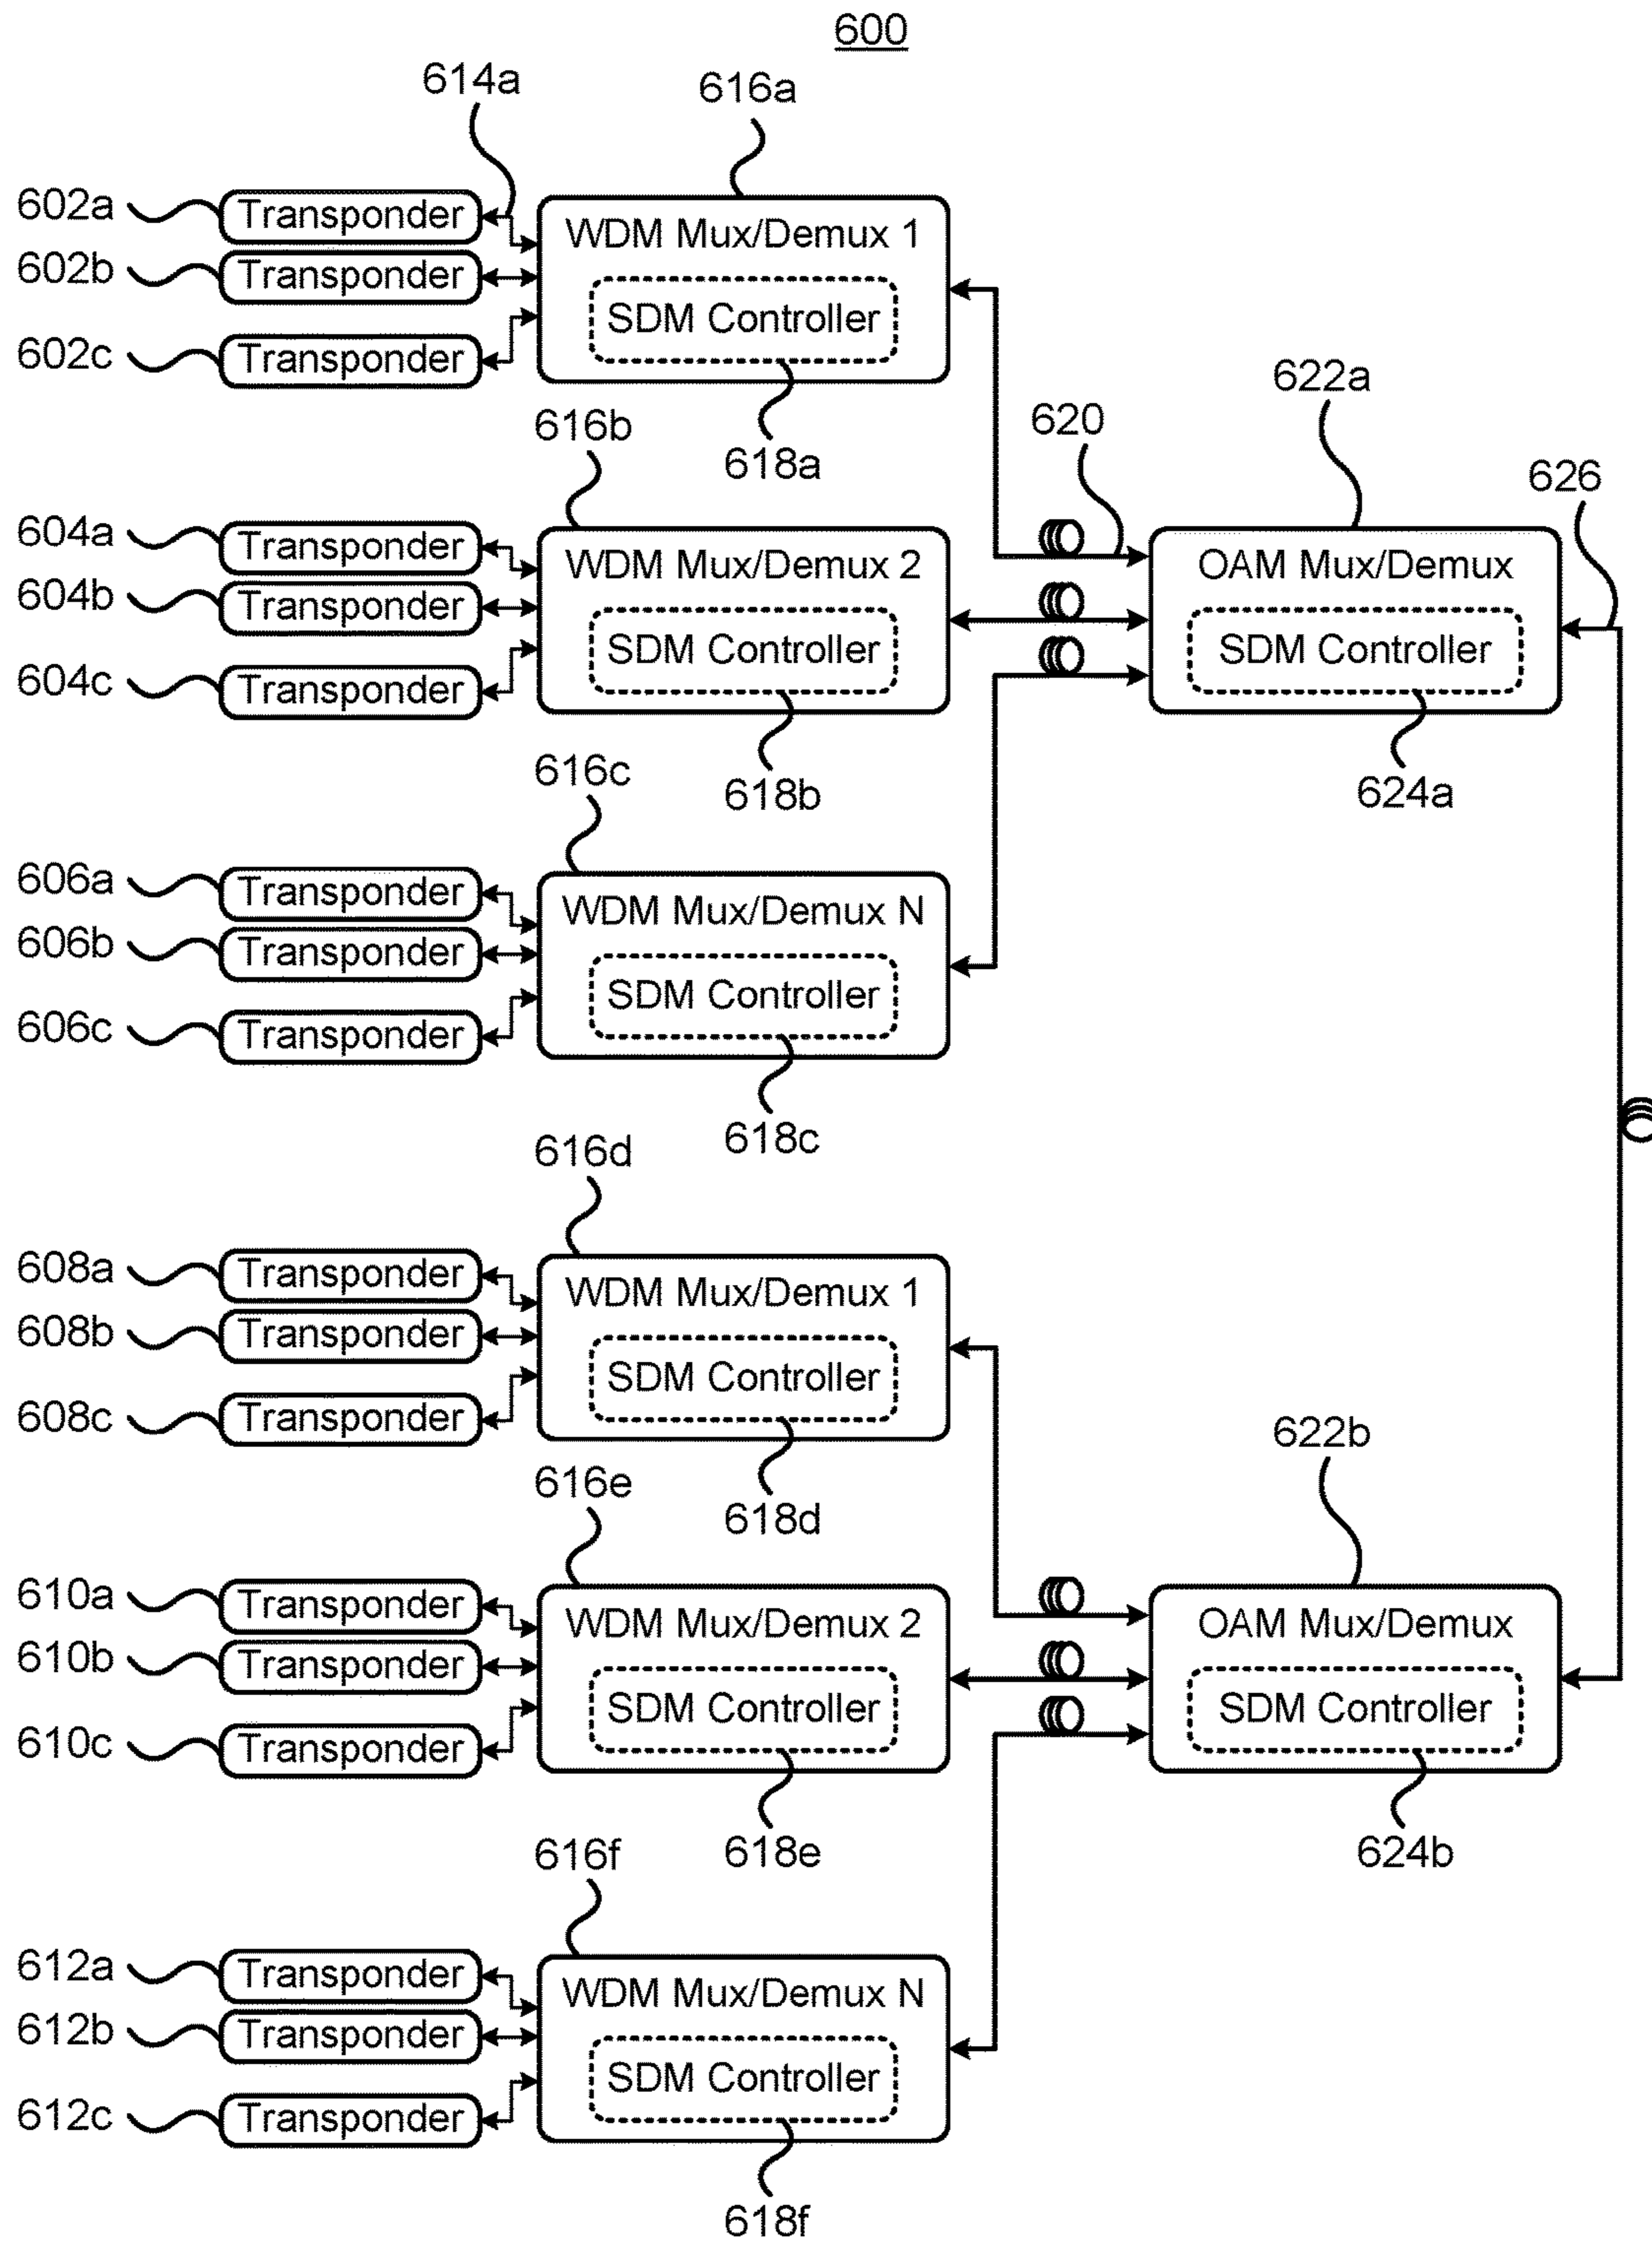 600
614a
616a
602a
Transponder
602b
Transponder
602c
Transponder
WDM Mux/Demux 1
SDM Controller
618a
616b
620
622a
626
604a
Transponder
604b
Transponder
604c
Transponder
WDM Mux/Demux 2
SDM Controller
618b
OAM Mux/Demux
SDM Controller
624a
616c
606a
Transponder
606b
Transponder
606c
Transponder
WDM Mux/Demux N
SDM Controller
618c
616d
608a
Transponder
608b
Transponder
608c
Transponder
WDM Mux/Demux 1
SDM Controller
618d
616e
622b
610a
Transponder
610b
Transponder
610c
Transponder
WDM Mux/Demux 2
SDM Controller
618e
OAM Mux/Demux
SDM Controller
624b
616f
612a
Transponder
612b
Transponder
612c
Transponder
WDM Mux/Demux N
SDM Controller
618f